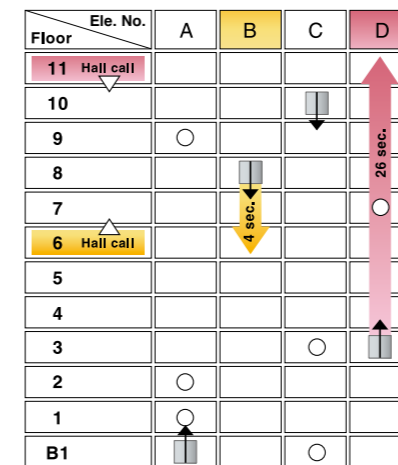 Ele. No.
Floor
A B C D
11 Hall call
10
9
8
7
6 Hall call
5
4
3
2
1
B1
4 sec.
26 sec.